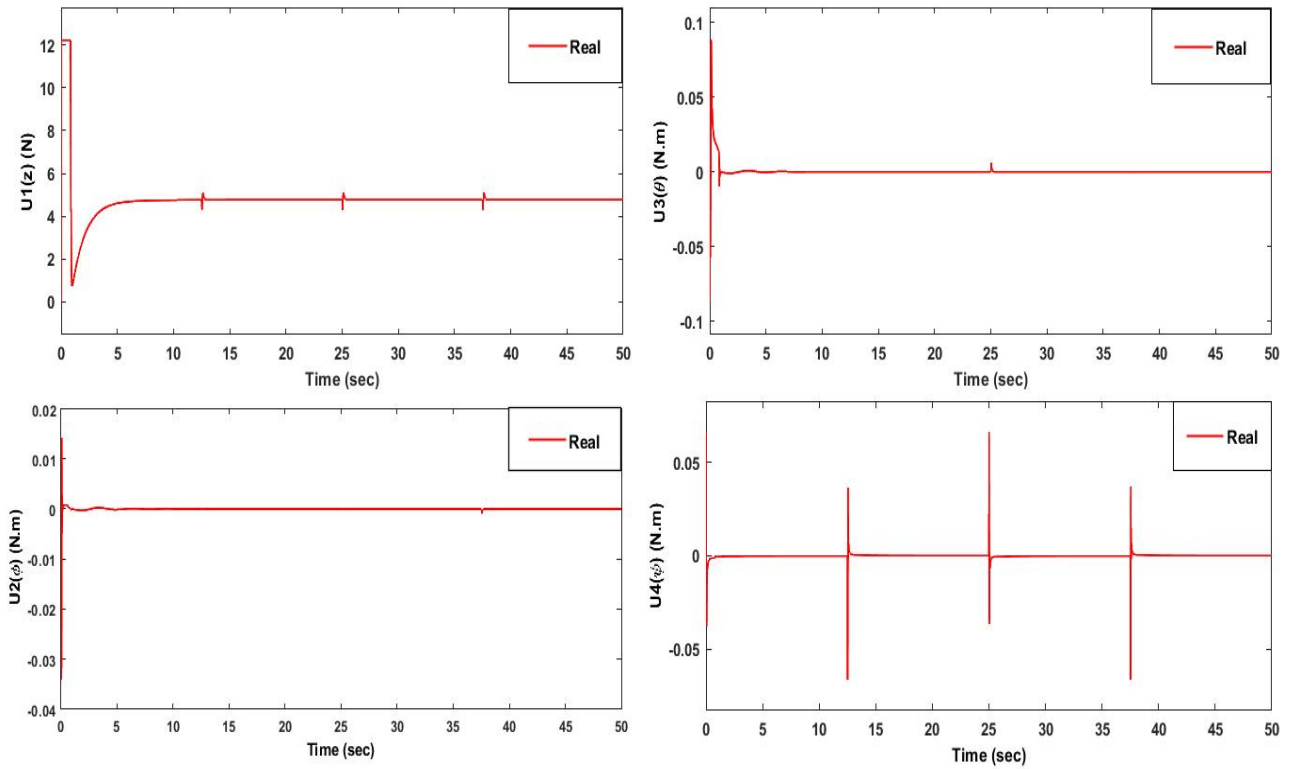 Real
12
10
8
6
4
2
0
U1(z) (N)
0 5 10 15 20 25 30 35 40 45 50
Time (sec)
Real
0.1
0.05
0
-0.05
-0.1
U3(θ) (N.m)
0 5 10 15 20 25 30 35 40 45 50
Time (sec)
Real
0.02
0.01
0
-0.01
-0.02
-0.03
-0.04
U2(ϕ) (N.m)
0 5 10 15 20 25 30 35 40 45 50
Time (sec)
Real
0.05
0
-0.05
U4(ψ) (N.m)
0 5 10 15 20 25 30 35 40 45 50
Time (sec)